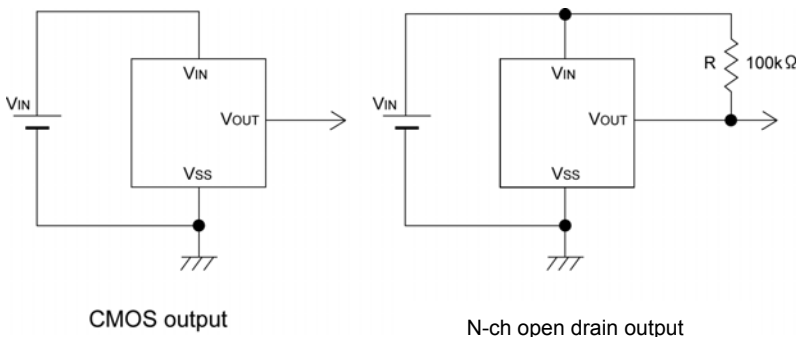 VIN
VIN
VOUT
VSS
CMOS output
VIN
VIN
R 100kΩ
VOUT
VSS
N-ch open drain output